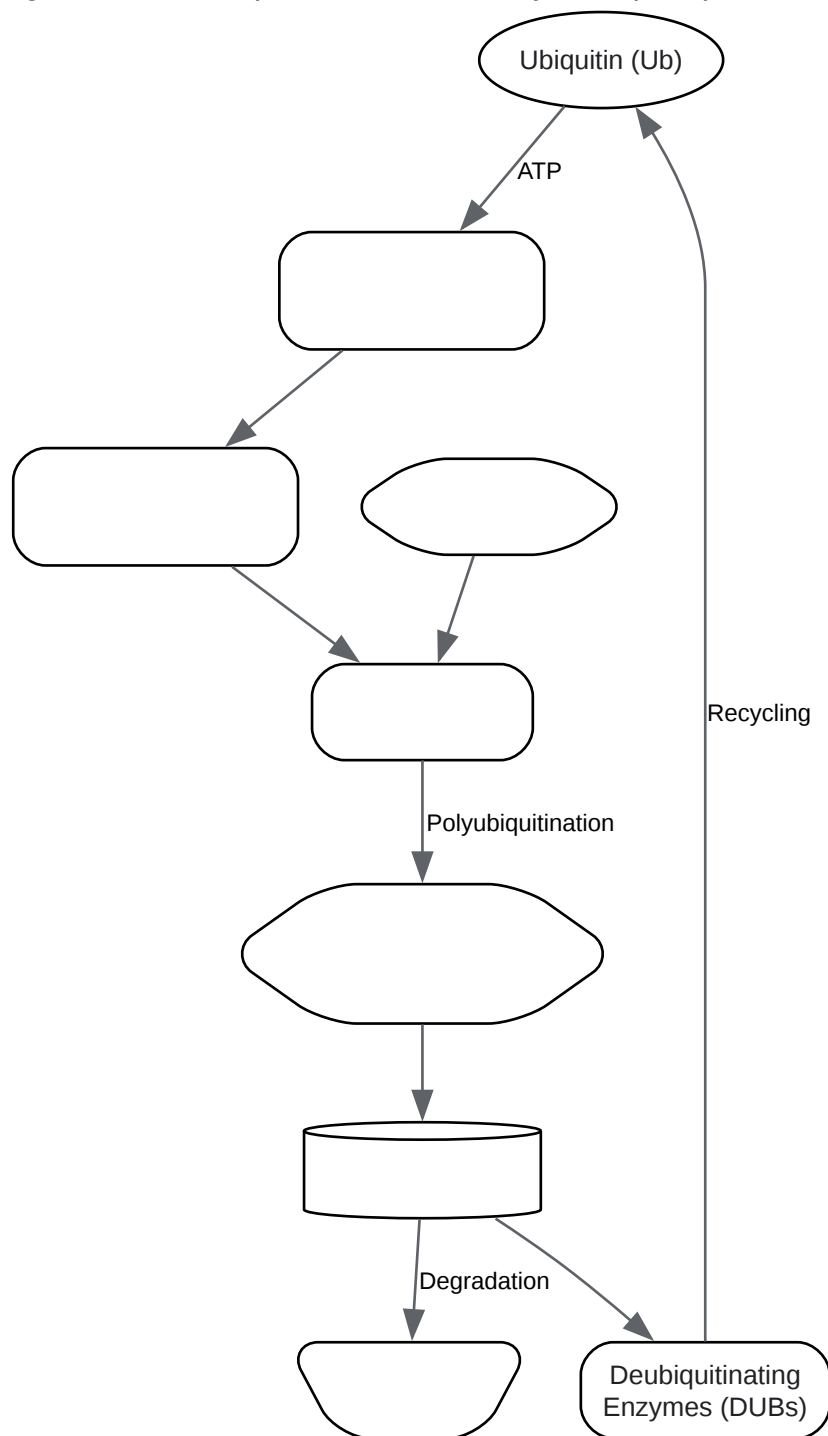 Ubiquitin (Ub)
ATP
Recycling
Polyubiquitination
Degradation
Deubiquitinating
Enzymes (DUBs)